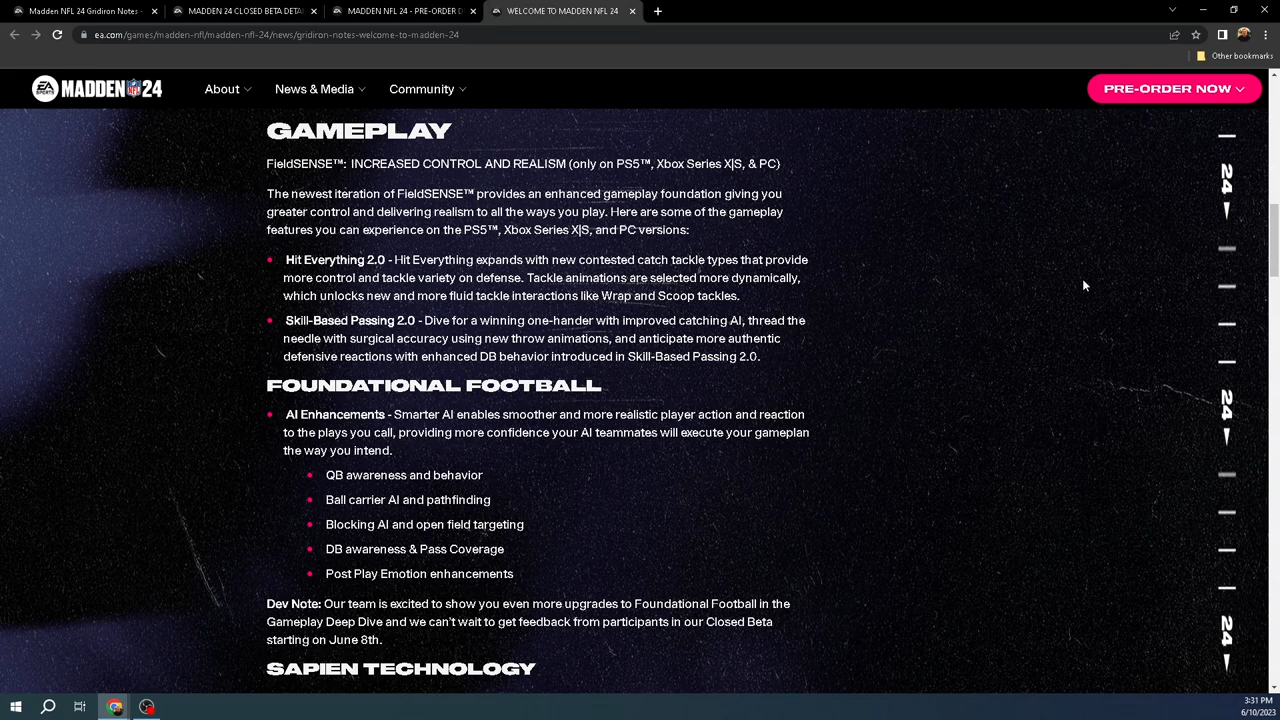 Madden NFL 24 Gridiron Notes -
MADDEN 24 CLOSED BETA DETAI
MADDEN NFL 24 - PRE-ORDER D
WELCOME TO MADDEN NFL 24
ea.com/games/madden-nfl/madden-nfl-24/news/gridiron-notes-welcome-to-madden-24
Other bookmarks
EA SPORTS MADDEN NFL 24
About
News & Media
Community
PRE-ORDER NOW
GAMEPLAY
FieldSENSE™: INCREASED CONTROL AND REALISM (only on PS5™, Xbox Series X|S, & PC)
The newest iteration of FieldSENSE™ provides an enhanced gameplay foundation giving you
greater control and delivering realism to all the ways you play. Here are some of the gameplay
features you can experience on the PS5™, Xbox Series X|S, and PC versions:
Hit Everything 2.0 - Hit Everything expands with new contested catch tackle types that provide
more control and tackle variety on defense. Tackle animations are selected more dynamically,
which unlocks new and more fluid tackle interactions like Wrap and Scoop tackles.
Skill-Based Passing 2.0 - Dive for a winning one-hander with improved catching AI, thread the
needle with surgical accuracy using new throw animations, and anticipate more authentic
defensive reactions with enhanced DB behavior introduced in Skill-Based Passing 2.0.
FOUNDATIONAL FOOTBALL
AI Enhancements - Smarter AI enables smoother and more realistic player action and reaction
to the plays you call, providing more confidence your AI teammates will execute your gameplan
the way you intend.
QB awareness and behavior
Ball carrier AI and pathfinding
Blocking AI and open field targeting
DB awareness & Pass Coverage
Post Play Emotion enhancements
Dev Note: Our team is excited to show you even more upgrades to Foundational Football in the
Gameplay Deep Dive and we can't wait to get feedback from participants in our Closed Beta
starting on June 8th.
SAPIEN TECHNOLOGY
24
24
24
3:31 PM
6/10/2023